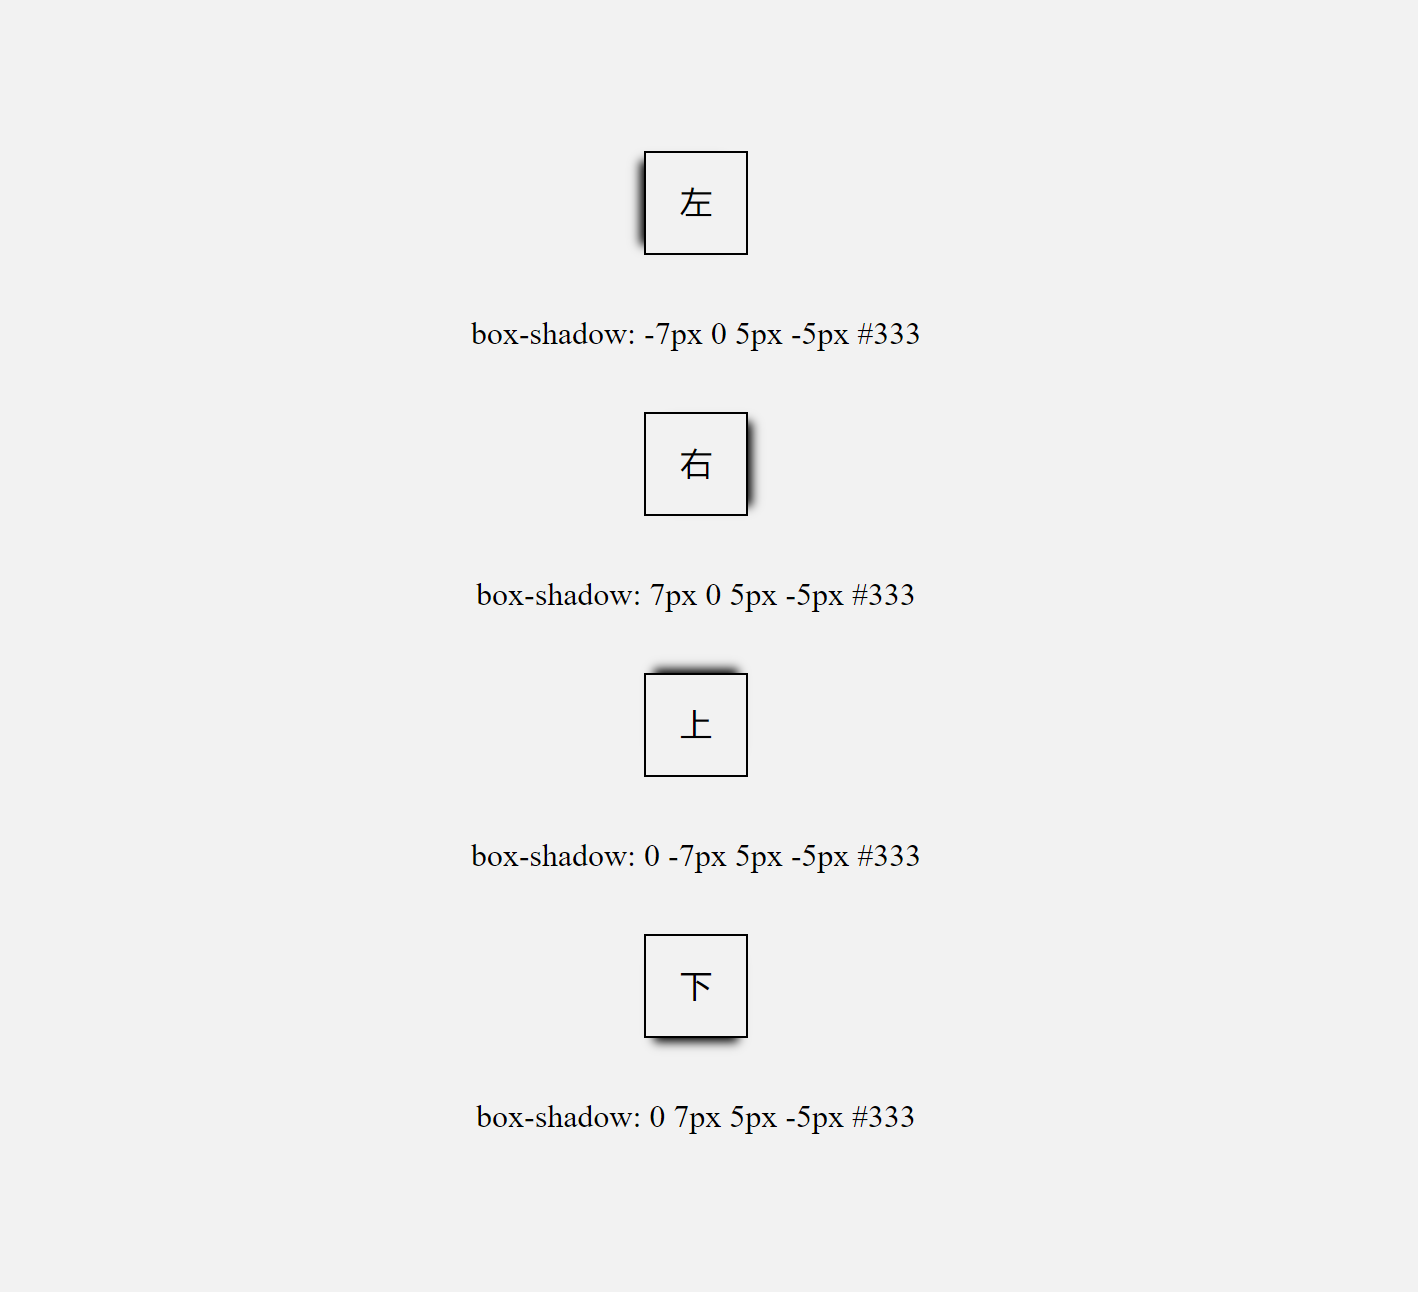 左
box-shadow: -7px 0 5px -5px #333
右
box-shadow: 7px 0 5px -5px #333
上
box-shadow: 0 -7px 5px -5px #333
下
box-shadow: 0 7px 5px -5px #333